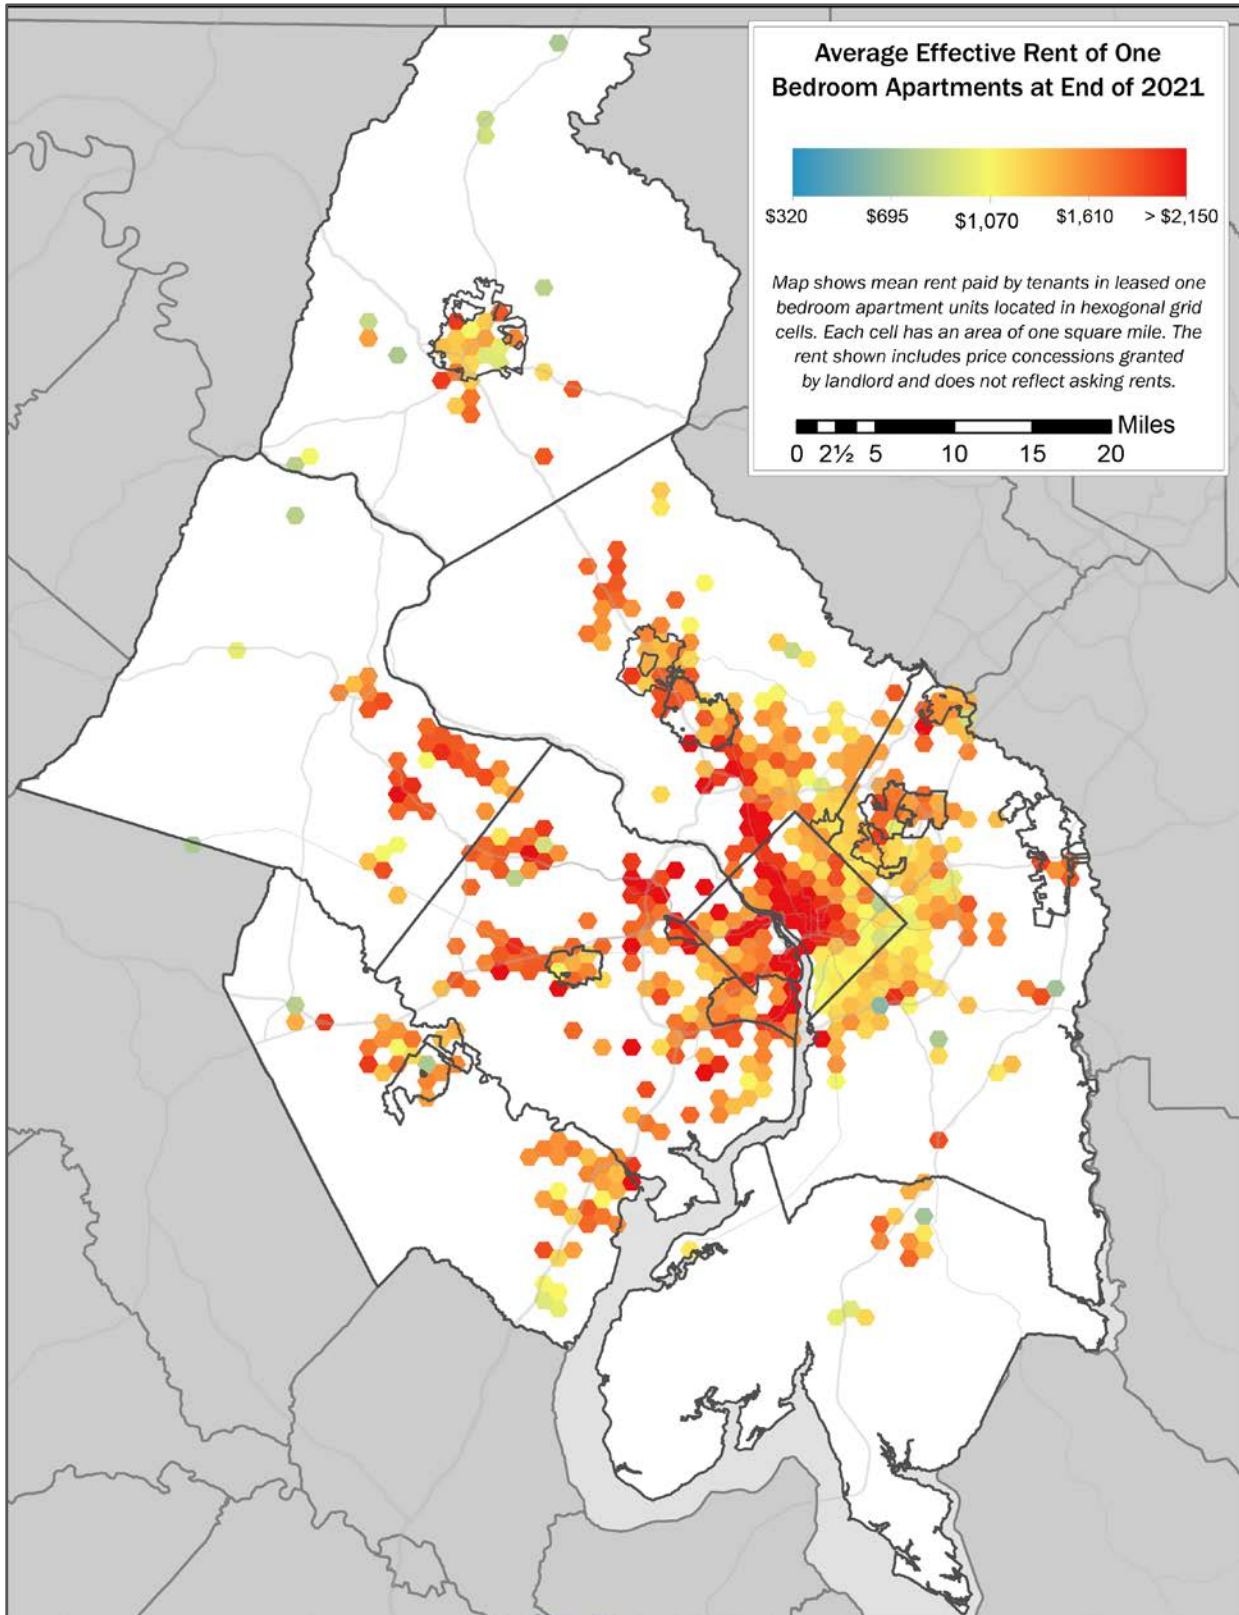 Average Effective Rent of One
Bedroom Apartments at End of 2021
$320 $695 $1,070 $1,610 > $2,150
Map shows mean rent paid by tenants in leased one
bedroom apartment units located in hexogonal grid
cells. Each cell has an area of one square mile. The
rent shown includes price concessions granted
by landlord and does not reflect asking rents.
Miles
0 2½ 5 10 15 20